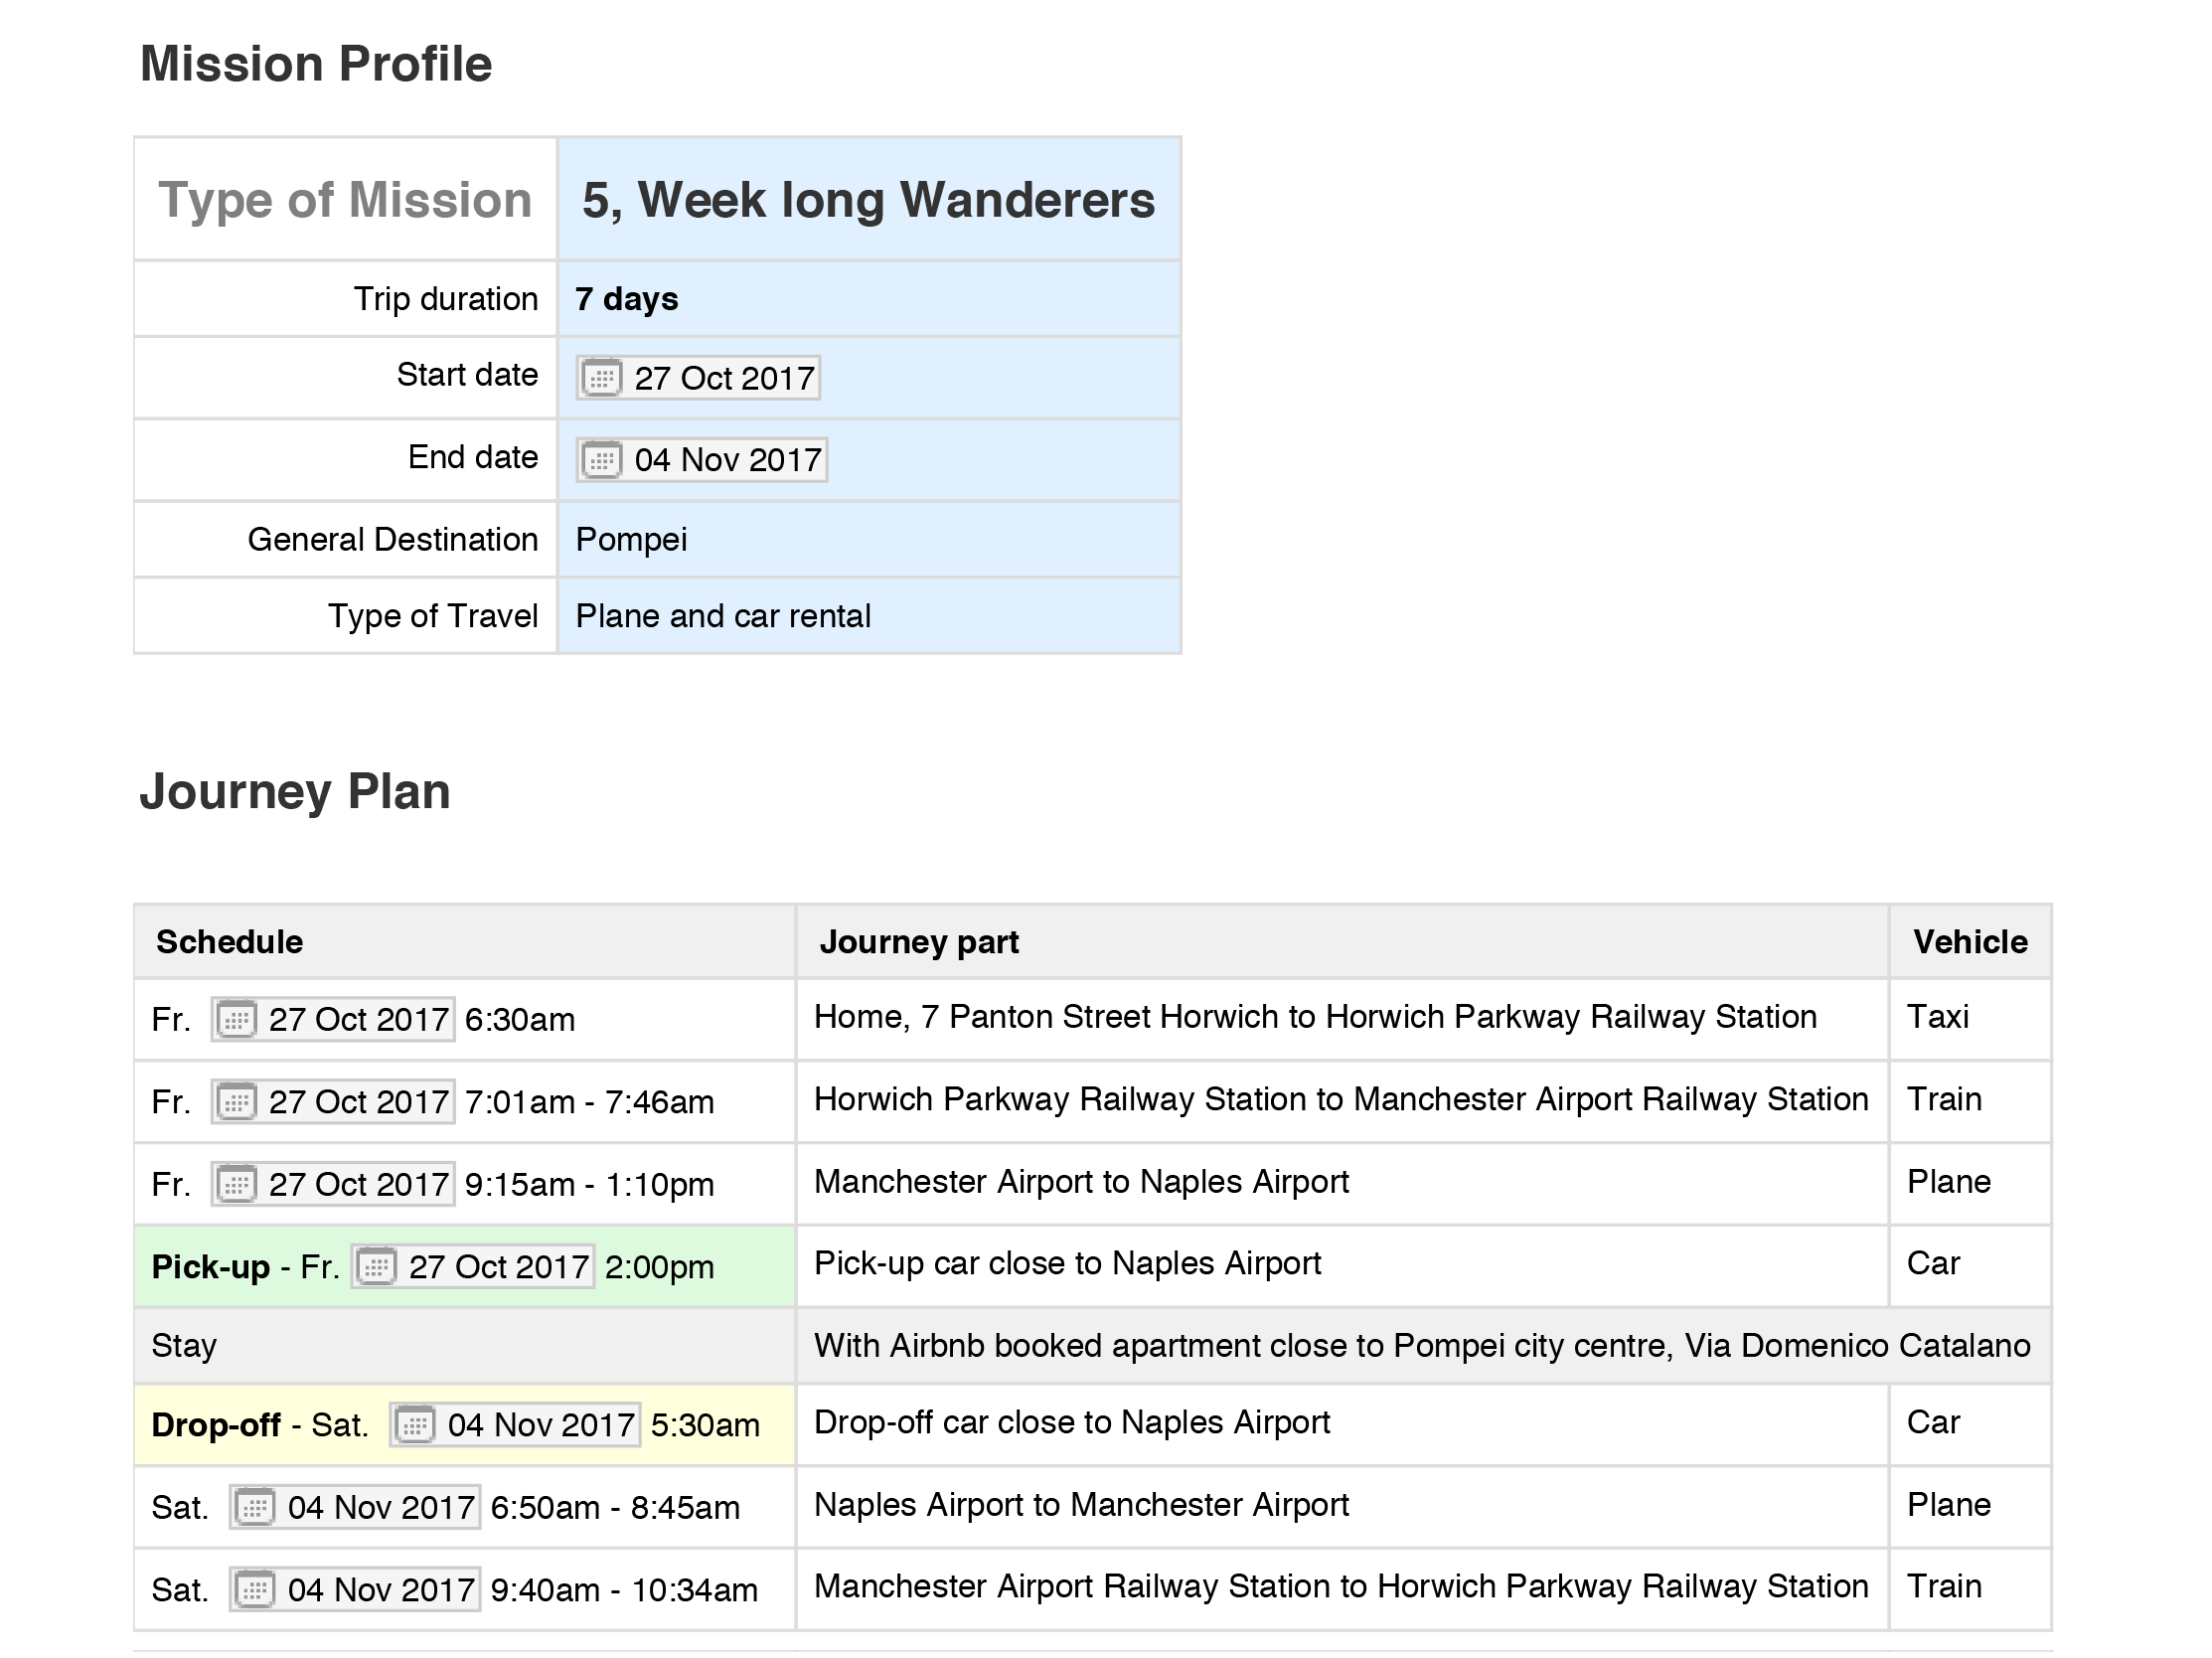 Mission Profile
Type of Mission 5, Week long Wanderers
Trip duration 7 days
Start date 27 Oct 2017
End date 04 Nov 2017
General Destination Pompei
Type of Travel Plane and car rental
Journey Plan
Schedule Journey part Vehicle
Fr. 27 Oct 2017 6:30am Home, 7 Panton Street Horwich to Horwich Parkway Railway Station Taxi
Fr. 27 Oct 2017 7:01am - 7:46am Horwich Parkway Railway Station to Manchester Airport Railway Station Train
Fr. 27 Oct 2017 9:15am - 1:10pm Manchester Airport to Naples Airport Plane
Pick-up - Fr. 27 Oct 2017 2:00pm Pick-up car close to Naples Airport Car
Stay With Airbnb booked apartment close to Pompei city centre, Via Domenico Catalano
Drop-off - Sat. 04 Nov 2017 5:30am Drop-off car close to Naples Airport Car
Sat. 04 Nov 2017 6:50am - 8:45am Naples Airport to Manchester Airport Plane
Sat. 04 Nov 2017 9:40am - 10:34am Manchester Airport Railway Station to Horwich Parkway Railway Station Train